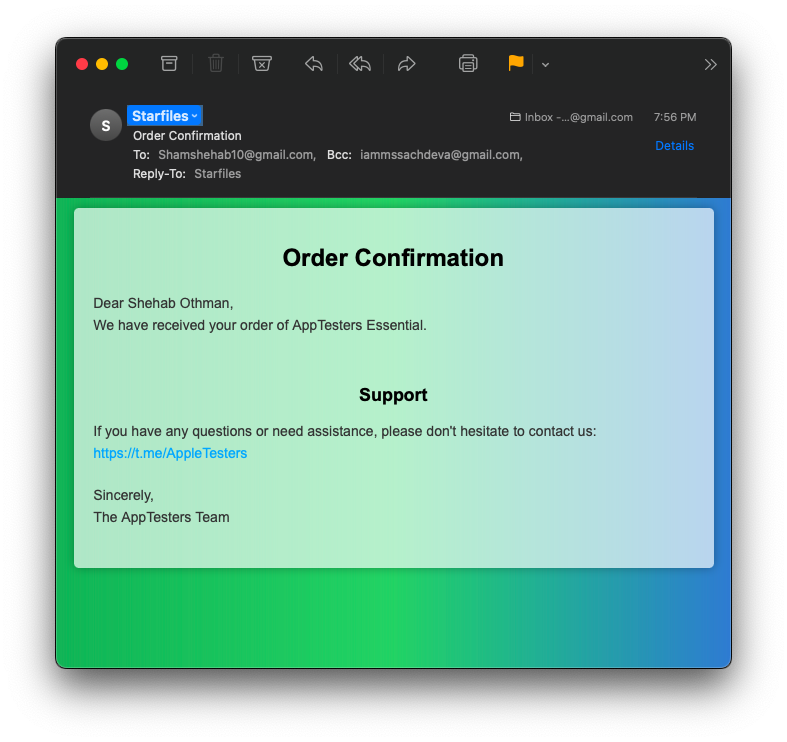 S
Starfiles
Inbox -...@gmail.com
7:56 PM
Order Confirmation
To: Shamshehab10@gmail.com, Bcc: iammssachdeva@gmail.com,
Details
Reply-To: Starfiles
Order Confirmation
Dear Shehab Othman,
We have received your order of AppTesters Essential.
Support
If you have any questions or need assistance, please don't hesitate to contact us:
https://t.me/AppleTesters
Sincerely,
The AppTesters Team